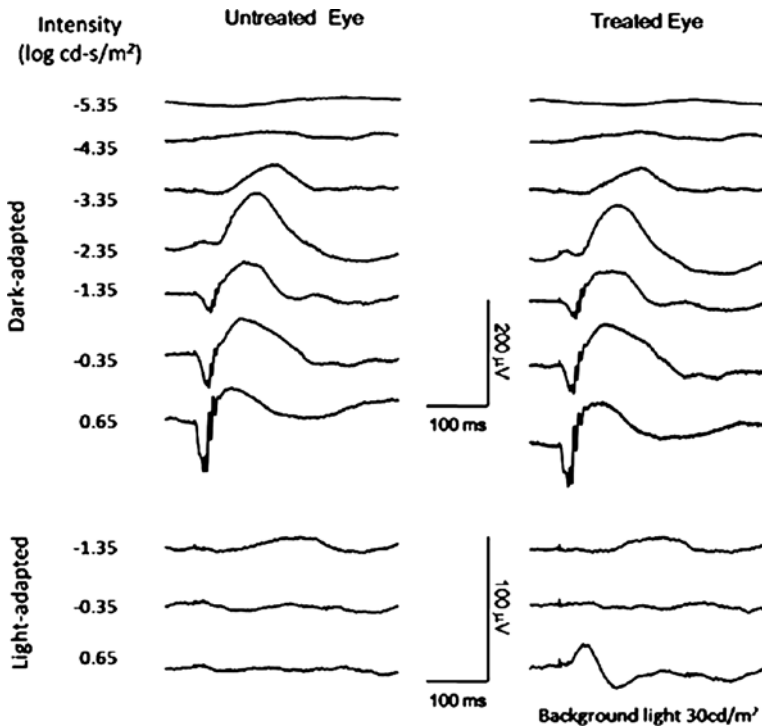 Intensity
(log cd-s/m²)
Untreated Eye
Treated Eye
Dark-adapted
-5.35
-4.35
-3.35
-2.35
-1.35
-0.35
0.65
200 µV
100 ms
Light-adapted
-1.35
-0.35
0.65
100 µV
100 ms
Background light 30cd/m²